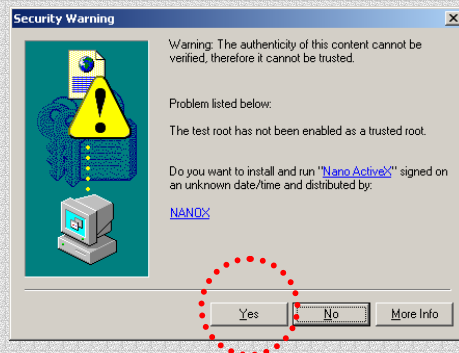 Security Warning
Warning: The authenticity of this content cannot be
verified, therefore it cannot be trusted.
Problem listed below:
The test root has not been enabled as a trusted root.
Do you want to install and run "Nano ActiveX" signed on
an unknown date/time and distributed by:
NANOX
Yes No More Info